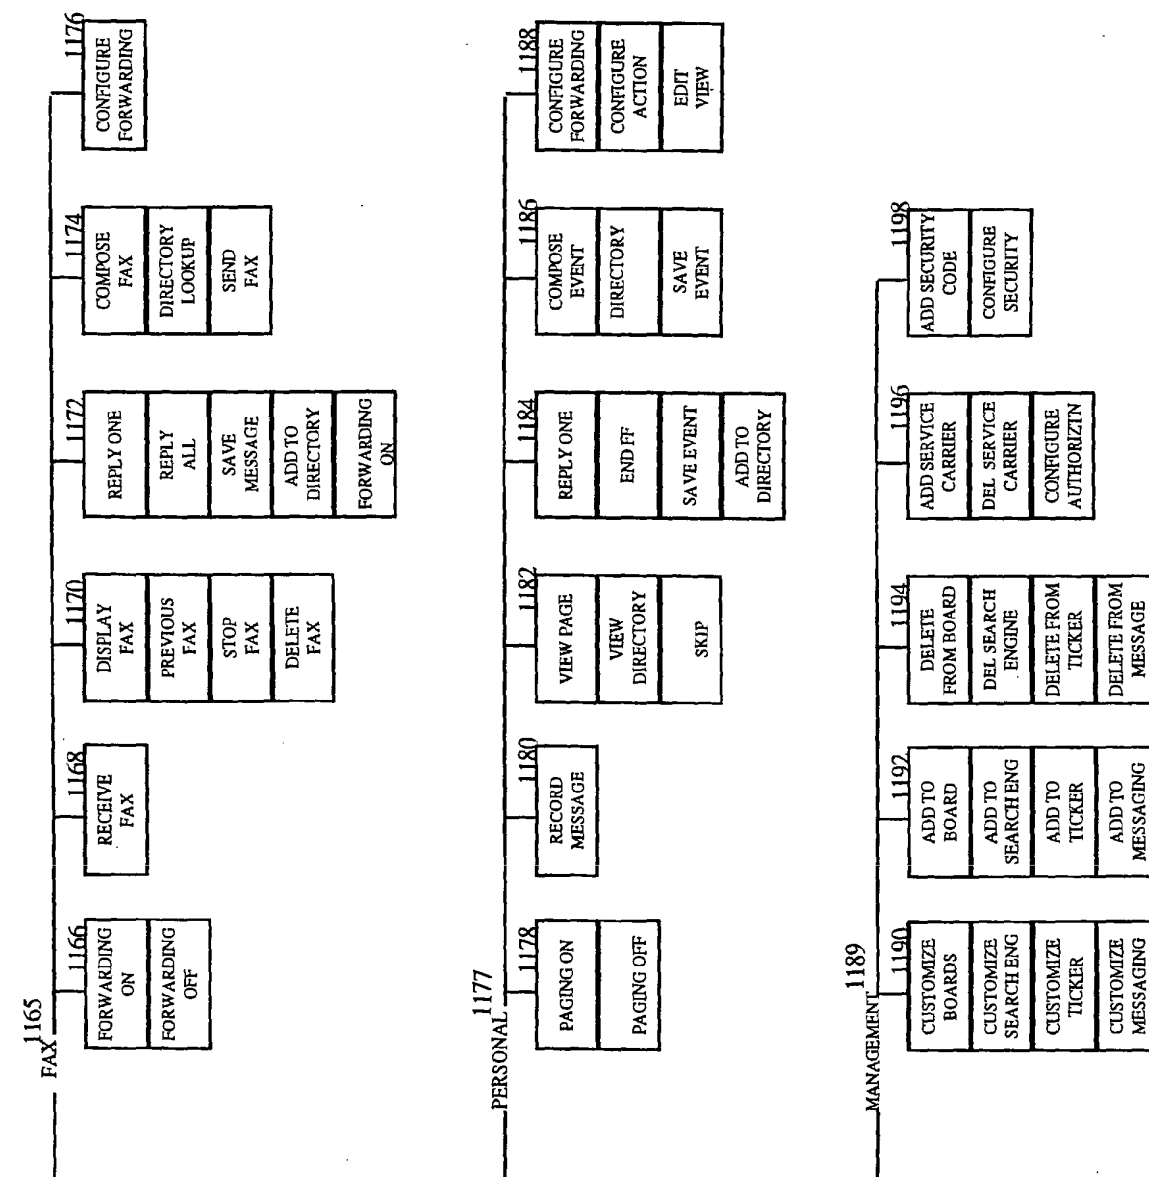 1165
FAX
1166
FORWARDING
ON
FORWARDING
OFF
1168
RECEIVE
FAX
1170
DISPLAY
FAX
PREVIOUS
FAX
STOP
FAX
DELETE
FAX
1172
REPLY ONE
REPLY
ALL
SAVE
MESSAGE
ADD TO
DIRECTORY
FORWARDING
ON
1174
COMPOSE
FAX
DIRECTORY
LOOKUP
SEND
FAX
1176
CONFIGURE
FORWARDING
1177
PERSONAL
1178
PAGING ON
PAGING OFF
1180
RECORD
MESSAGE
1182
VIEW PAGE
VIEW
DIRECTORY
SKIP
1184
REPLY ONE
END FF
SAVE EVENT
ADD TO
DIRECTORY
1186
COMPOSE
EVENT
DIRECTORY
SAVE
EVENT
1188
CONFIGURE
FORWARDING
CONFIGURE
ACTION
EDIT
VIEW
1189
MANAGEMENT
1190
CUSTOMIZE
BOARDS
CUSTOMIZE
SEARCH ENG
CUSTOMIZE
TICKER
CUSTOMIZE
MESSAGING
1192
ADD TO
BOARD
ADD TO
SEARCH ENG
ADD TO
TICKER
ADD TO
MESSAGING
1194
DELETE
FROM BOARD
DEL SEARCH
ENGINE
DELETE FROM
TICKER
DELETE FROM
MESSAGE
1196
ADD SERVICE
CARRIER
DEL SERVICE
CARRIER
CONFIGURE
AUTHORIZTN
1198
ADD SECURITY
CODE
CONFIGURE
SECURITY